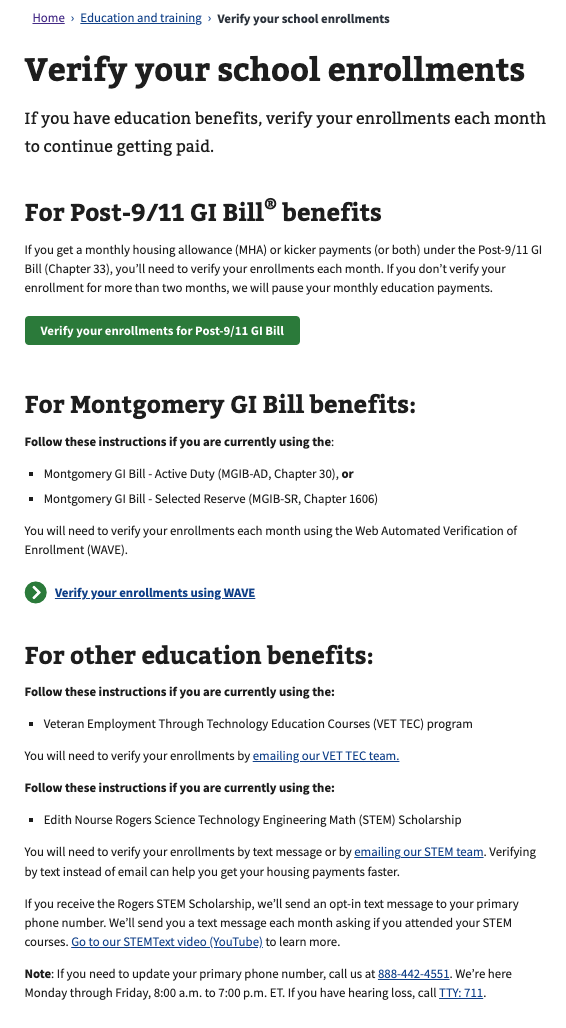 Home › Education and training › Verify your school enrollments
Verify your school enrollments
If you have education benefits, verify your enrollments each month
to continue getting paid.
For Post-9/11 GI Bill® benefits
If you get a monthly housing allowance (MHA) or kicker payments (or both) under the Post-9/11 GI
Bill (Chapter 33), you’ll need to verify your enrollments each month. If you don’t verify your
enrollment for more than two months, we will pause your monthly education payments.
Verify your enrollments for Post-9/11 GI Bill
For Montgomery GI Bill benefits:
Follow these instructions if you are currently using the:
▪ Montgomery GI Bill - Active Duty (MGIB-AD, Chapter 30), or
▪ Montgomery GI Bill - Selected Reserve (MGIB-SR, Chapter 1606)
You will need to verify your enrollments each month using the Web Automated Verification of
Enrollment (WAVE).
Verify your enrollments using WAVE
For other education benefits:
Follow these instructions if you are currently using the:
▪ Veteran Employment Through Technology Education Courses (VET TEC) program
You will need to verify your enrollments by emailing our VET TEC team.
Follow these instructions if you are currently using the:
▪ Edith Nourse Rogers Science Technology Engineering Math (STEM) Scholarship
You will need to verify your enrollments by text message or by emailing our STEM team. Verifying
by text instead of email can help you get your housing payments faster.
If you receive the Rogers STEM Scholarship, we’ll send an opt-in text message to your primary
phone number. We’ll send you a text message each month asking if you attended your STEM
courses. Go to our STEMText video (YouTube) to learn more.
Note: If you need to update your primary phone number, call us at 888-442-4551. We’re here
Monday through Friday, 8:00 a.m. to 7:00 p.m. ET. If you have hearing loss, call TTY: 711.